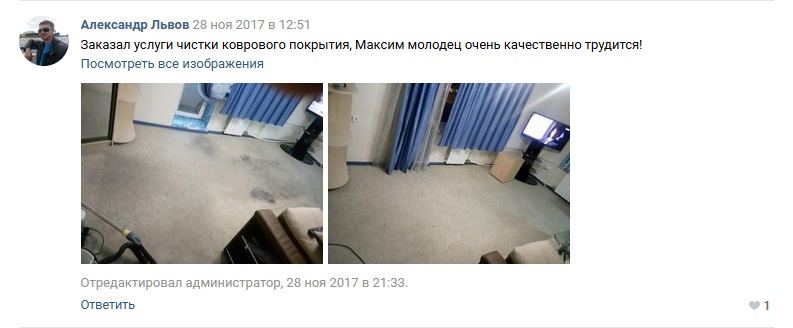 Александр Львов 28 ноя 2017 в 12:51
Заказал услуги чистки коврового покрытия, Максим молодец очень качественно трудится!
Посмотреть все изображения
Отредактировал администратор, 28 ноя 2017 в 21:33.
Ответить
1